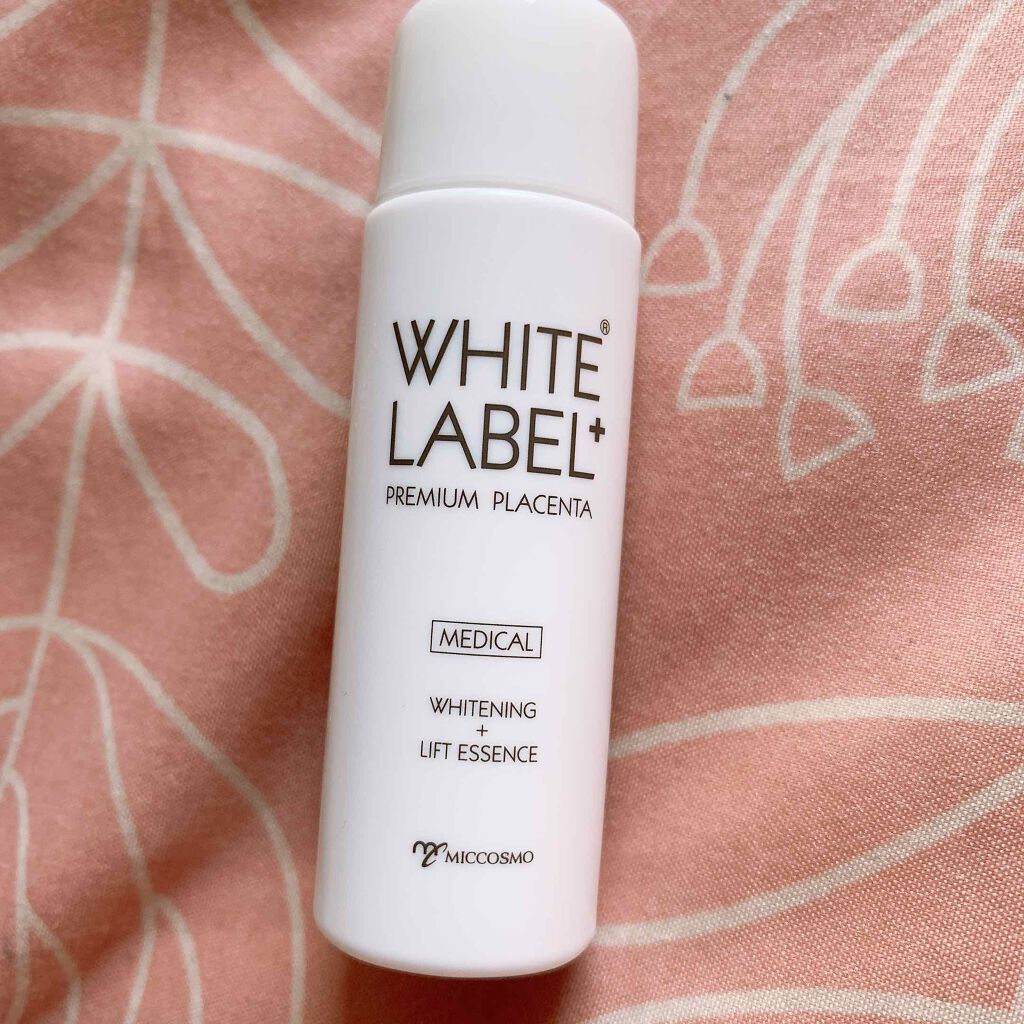 WHITE®
LABEL+
PREMIUM PLACENTA
MEDICAL
WHITENING
+
LIFT ESSENCE
MICCOSMO